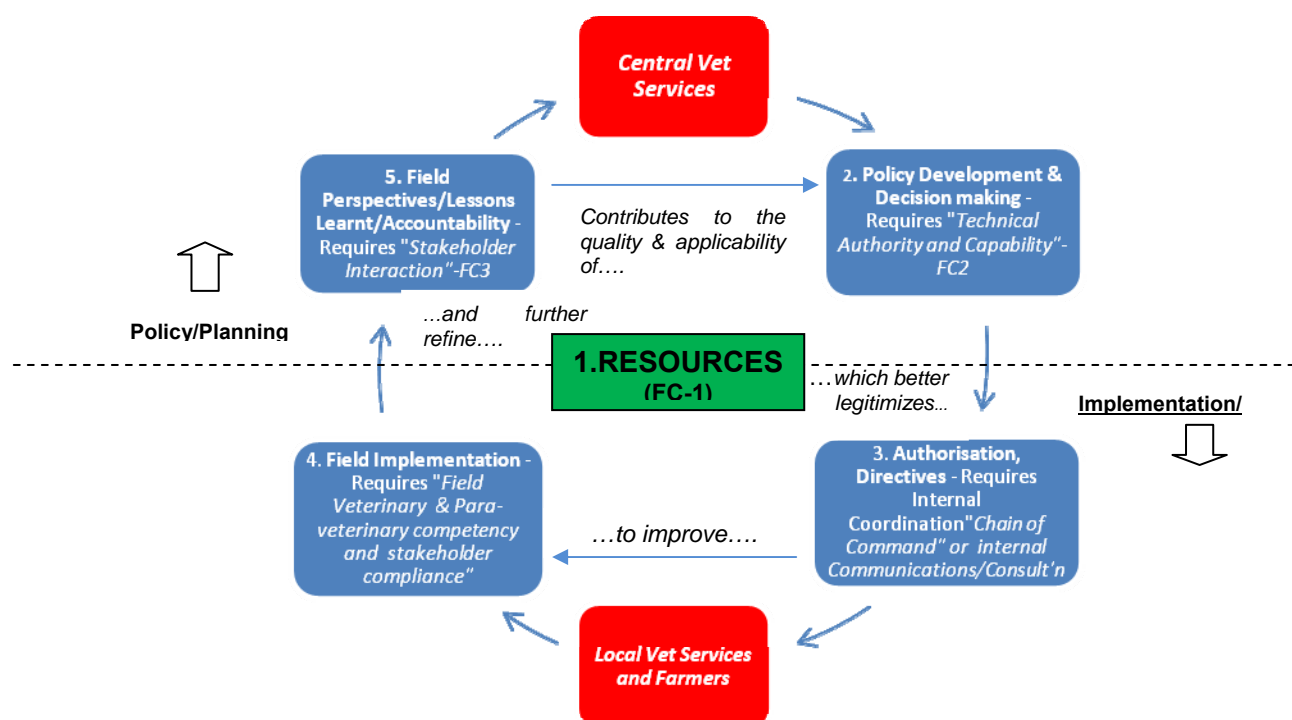 Central Vet
Services
5. Field
Perspectives/Lessons
Learnt/Accountability -
Requires "Stakeholder
Interaction"-FC3
Contributes to the
quality & applicability
of….
2. Policy Development &
Decision making -
Requires "Technical
Authority and Capability"-
FC2
Policy/Planning
…and further
refine….
1.RESOURCES
(FC-1)
…which better
legitimizes…
Implementation/
4. Field Implementation -
Requires "Field
Veterinary & Para-
veterinary competency
and stakeholder
compliance"
…to improve….
3. Authorisation,
Directives - Requires
Internal
Coordination"Chain of
Command" or internal
Communications/Consult'n
Local Vet Services
and Farmers